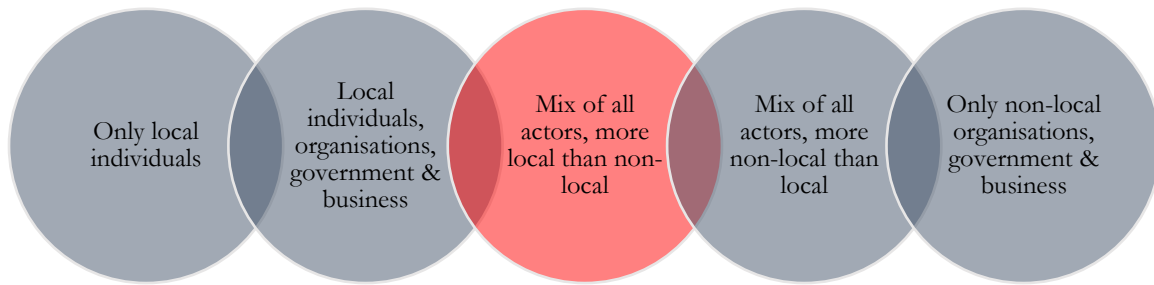 Only local
individuals
Local
individuals,
organisations,
government &
business
Mix of all
actors, more
local than non-
local
Mix of all
actors, more
non-local than
local
Only non-local
organisations,
government &
business